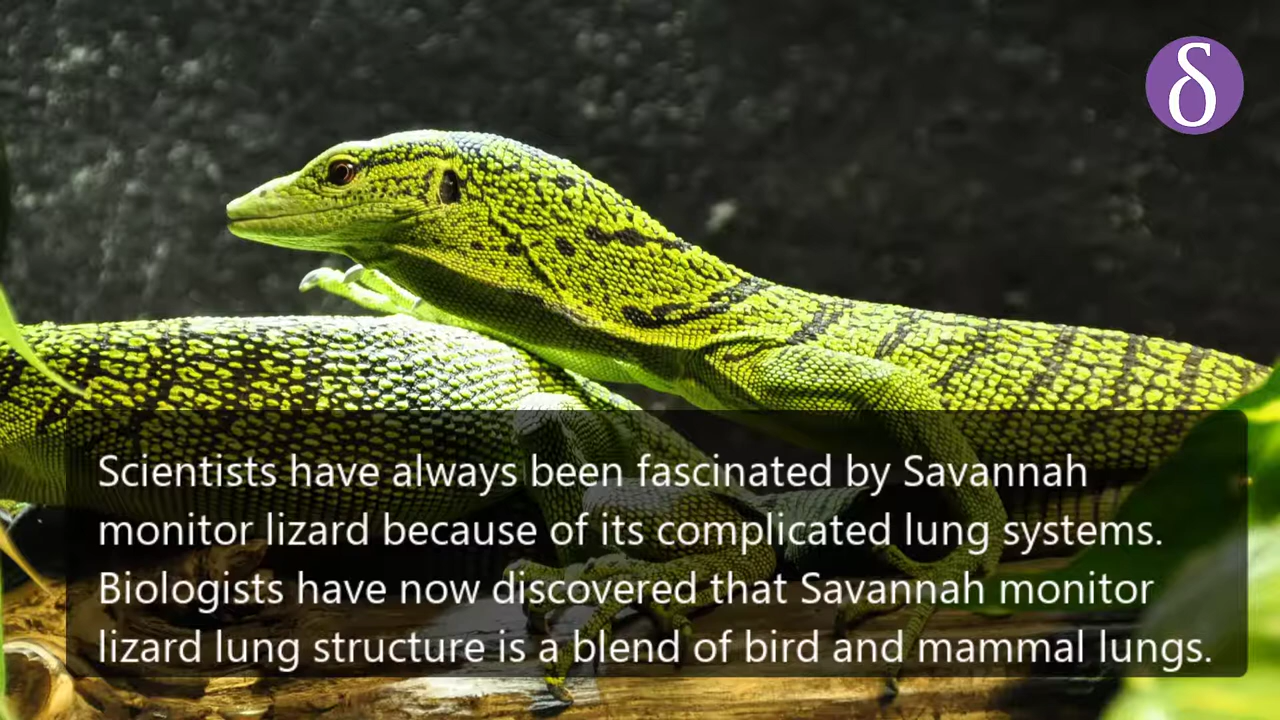 δ
Scientists have always been fascinated by Savannah
monitor lizard because of its complicated lung systems.
Biologists have now discovered that Savannah monitor
lizard lung structure is a blend of bird and mammal lungs.